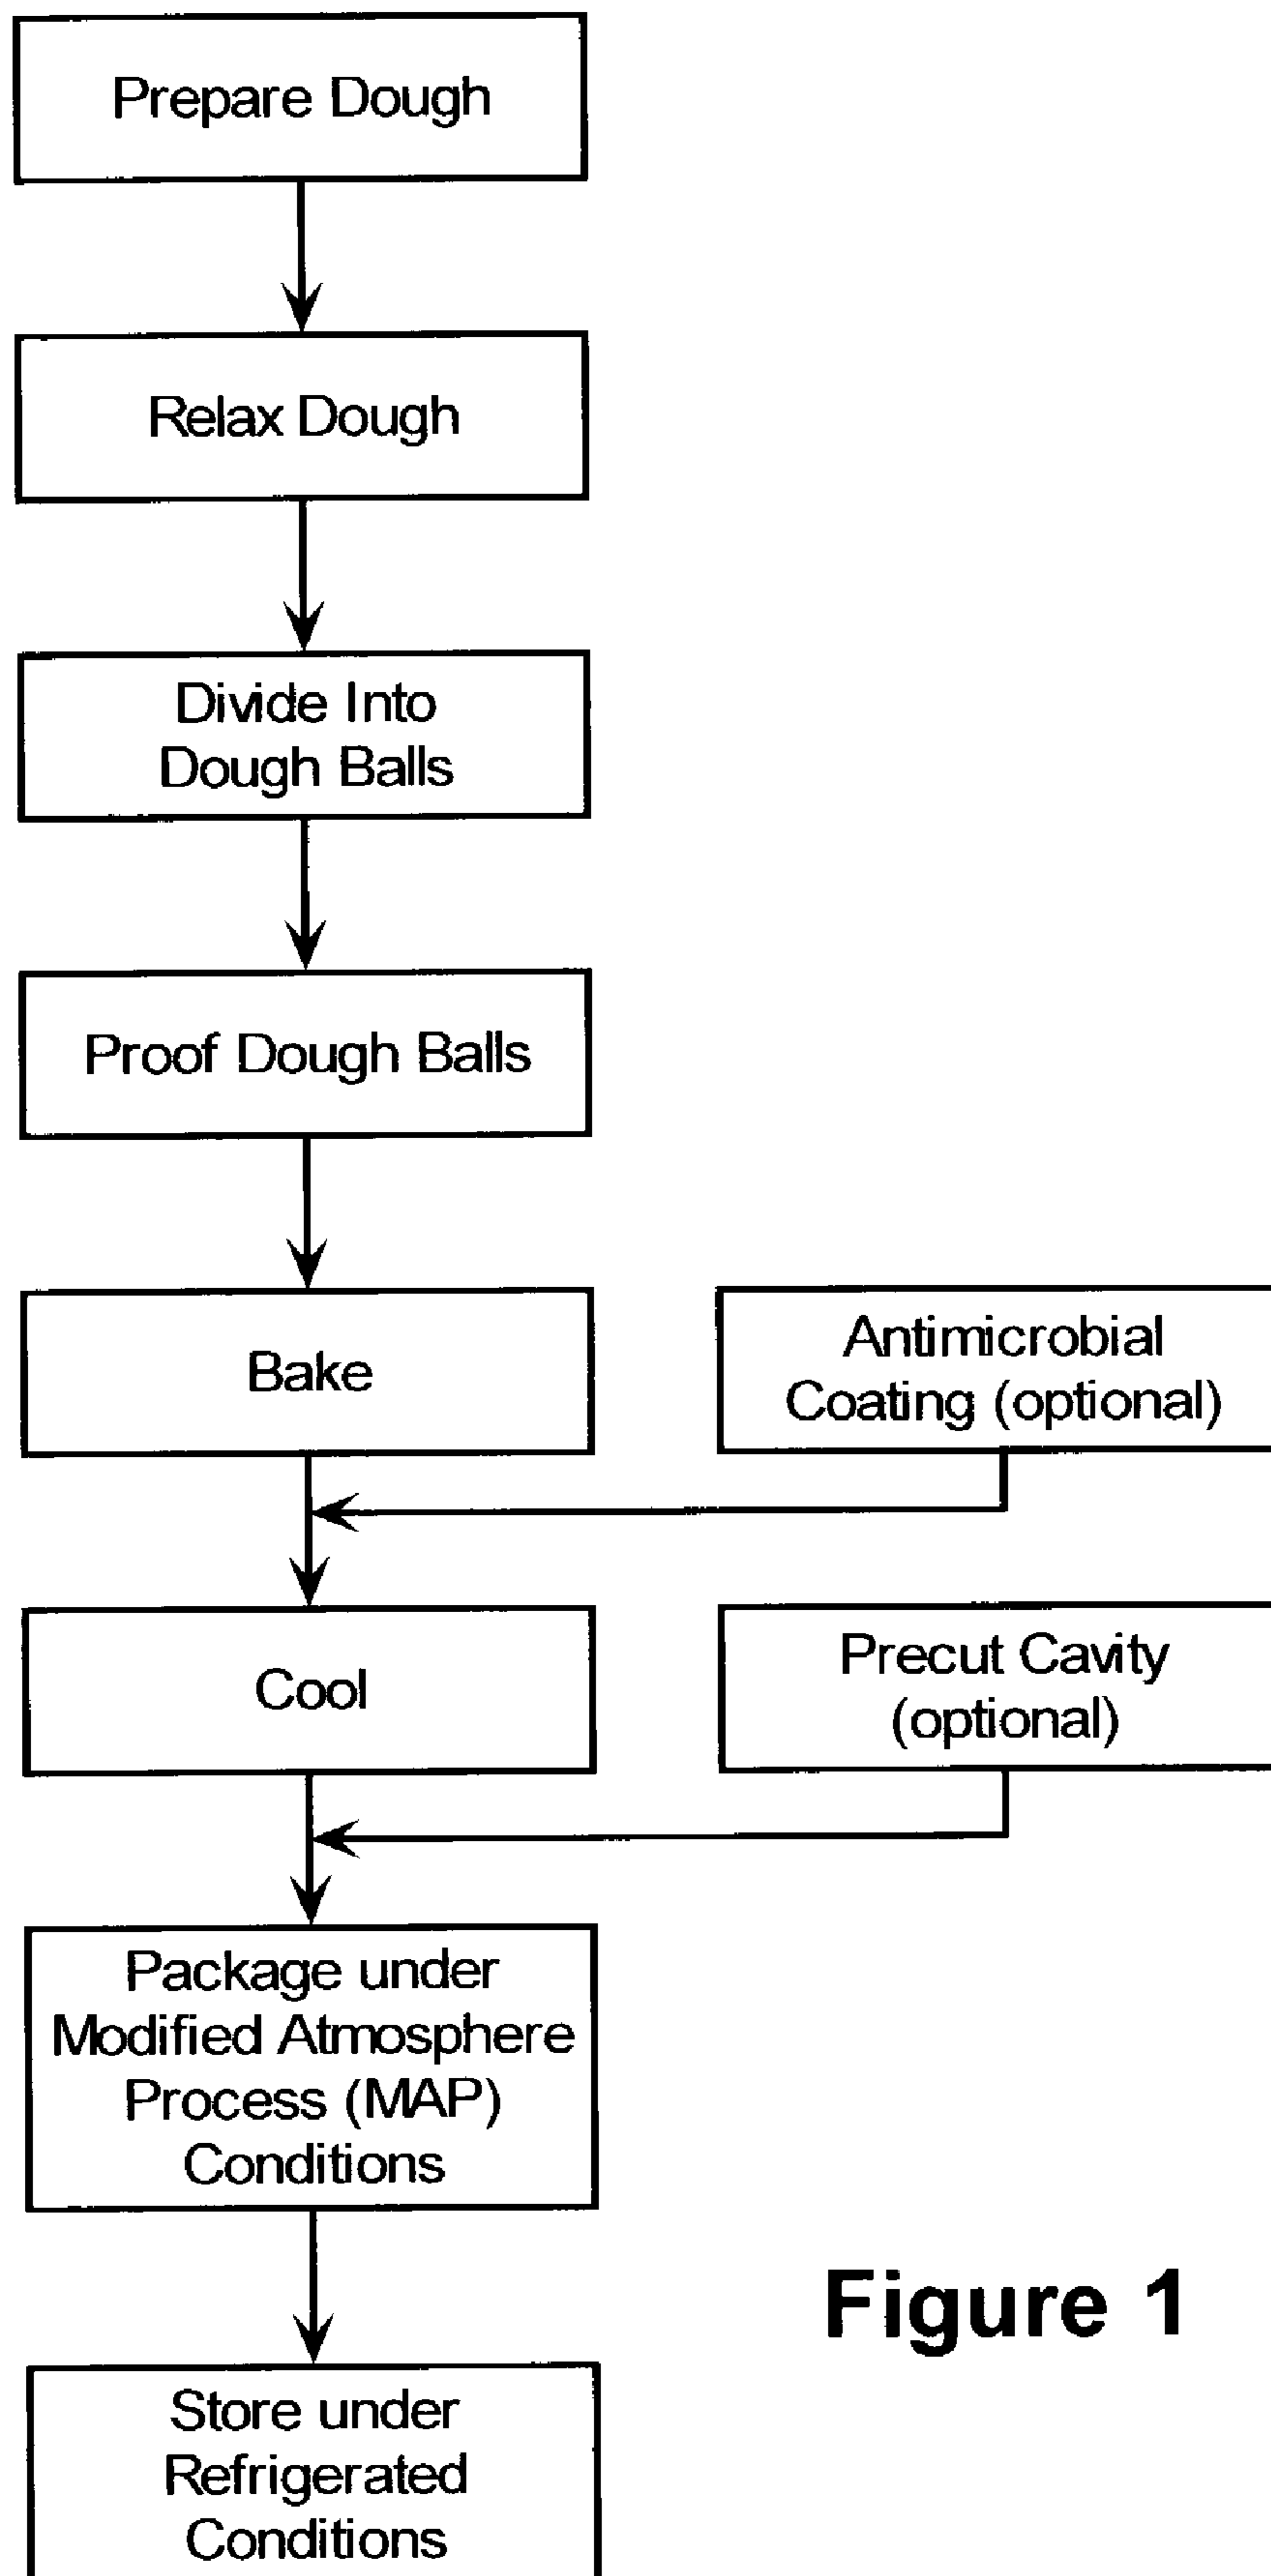 Prepare Dough
Relax Dough
Divide Into
Dough Balls
Proof Dough Balls
Bake
Antimicrobial
Coating (optional)
Cool
Precut Cavity
(optional)
Package under
Modified Atmosphere
Process (MAP)
Conditions
Figure 1
Store under
Refrigerated
Conditions